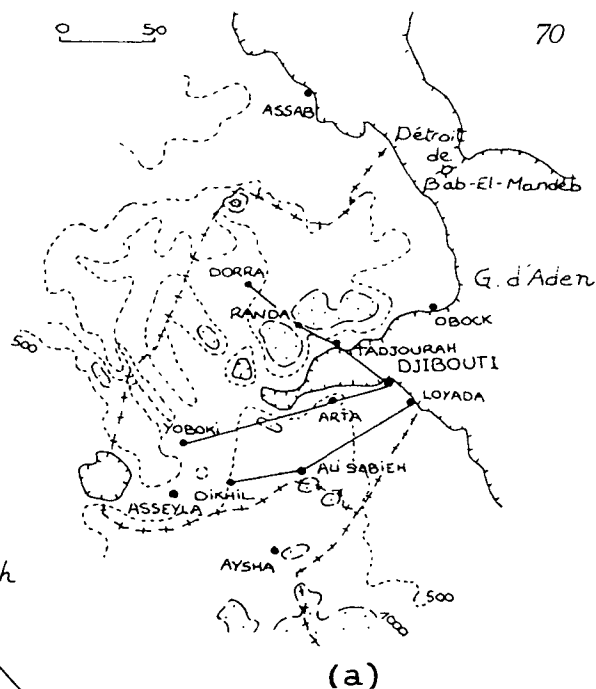 0 50
70
ASSAB
Détroit
de
Bab-El-Mandeb
DORRA
G. d'Aden
RANDA
OBOCK
500
TADJOURAH
DJIBOUTI
LOYADA
ARTA
YOBOKI
ALI SABIEH
DIKHIL
ASSEYLA
AYSHA
h
500
1000
(a)